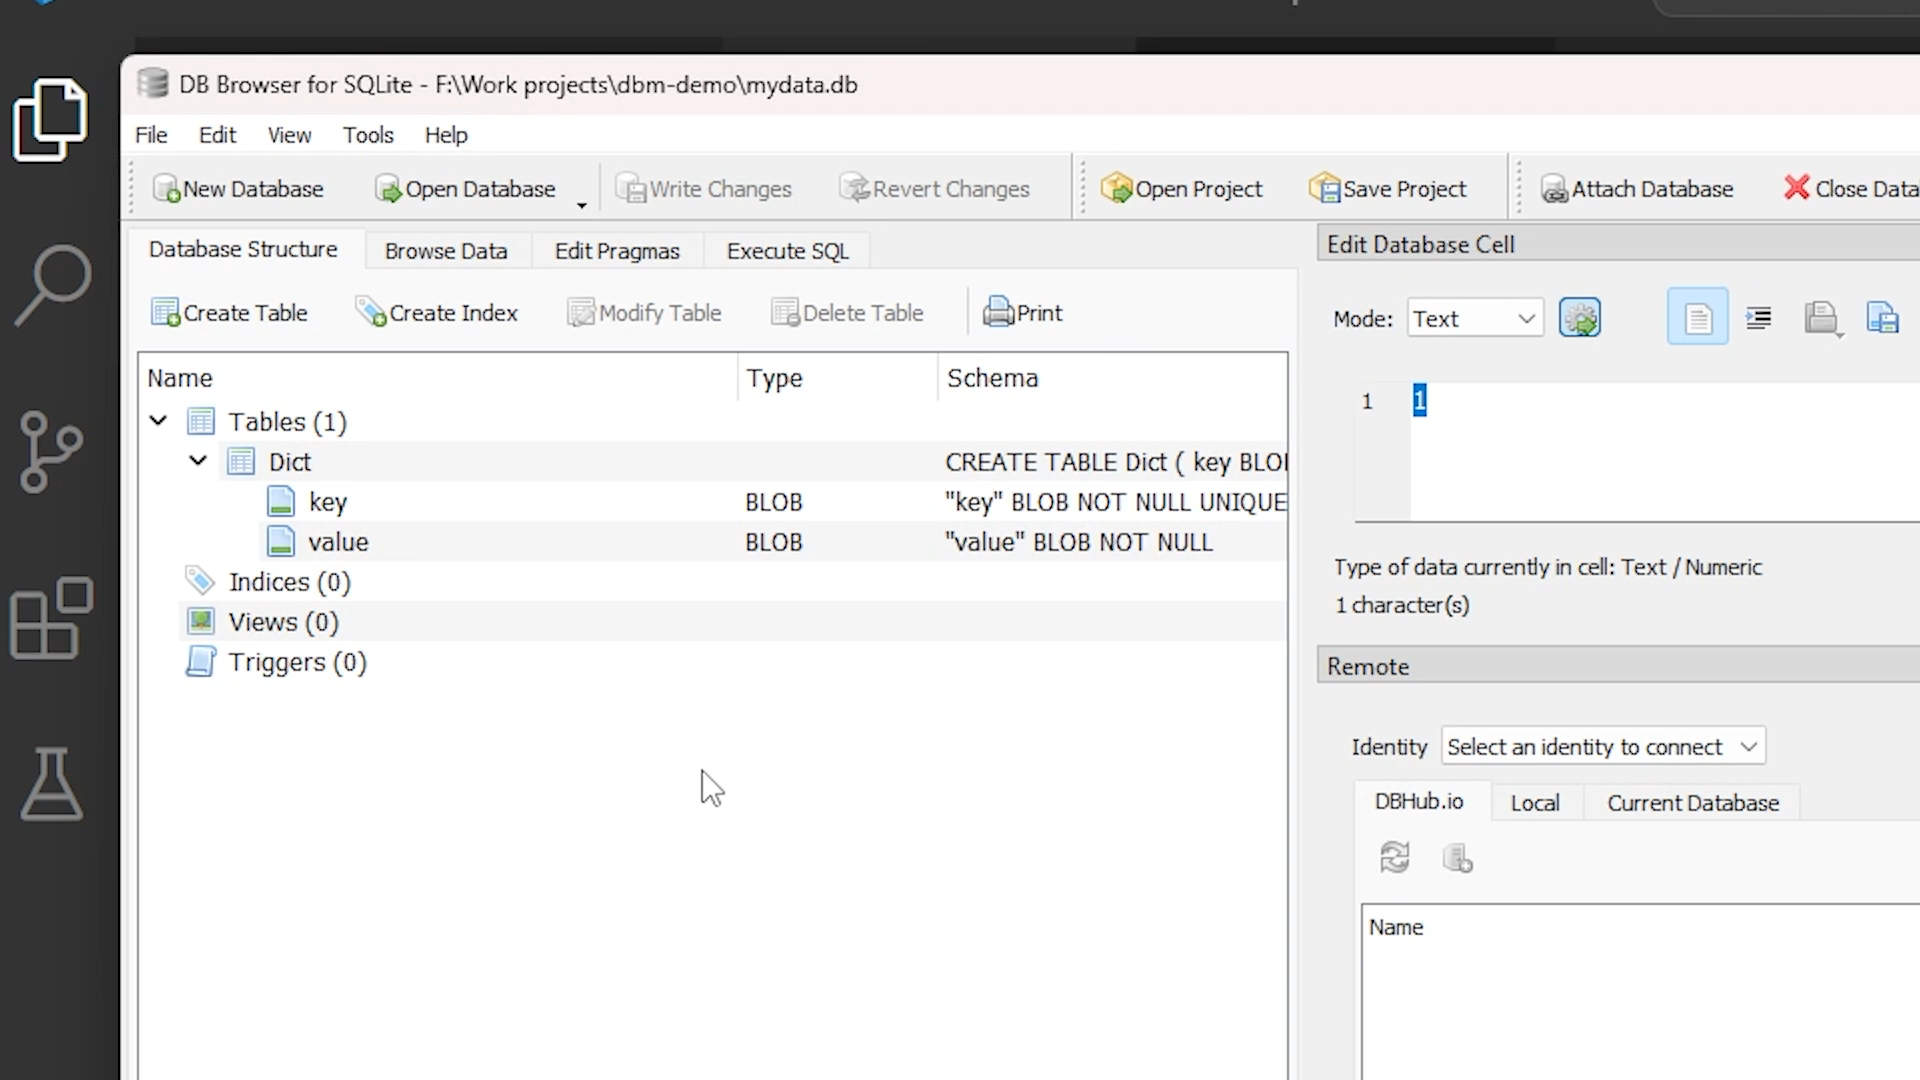 DB Browser for SQLite - F:\Work projects\dbm-demo\mydata.db
File Edit View Tools Help
New Database Open Database Write Changes Revert Changes Open Project Save Project Attach Database Close Data
Database Structure Browse Data Edit Pragmas Execute SQL
Create Table Create Index Modify Table Delete Table Print
Name Type Schema
Tables (1)
Dict CREATE TABLE Dict ( key BLO
key BLOB "key" BLOB NOT NULL UNIQUE
value BLOB "value" BLOB NOT NULL
Indices (0)
Views (0)
Triggers (0)
Edit Database Cell
Mode: Text
1 1
Type of data currently in cell: Text / Numeric
1 character(s)
Remote
Identity Select an identity to connect
DBHub.io Local Current Database
Name